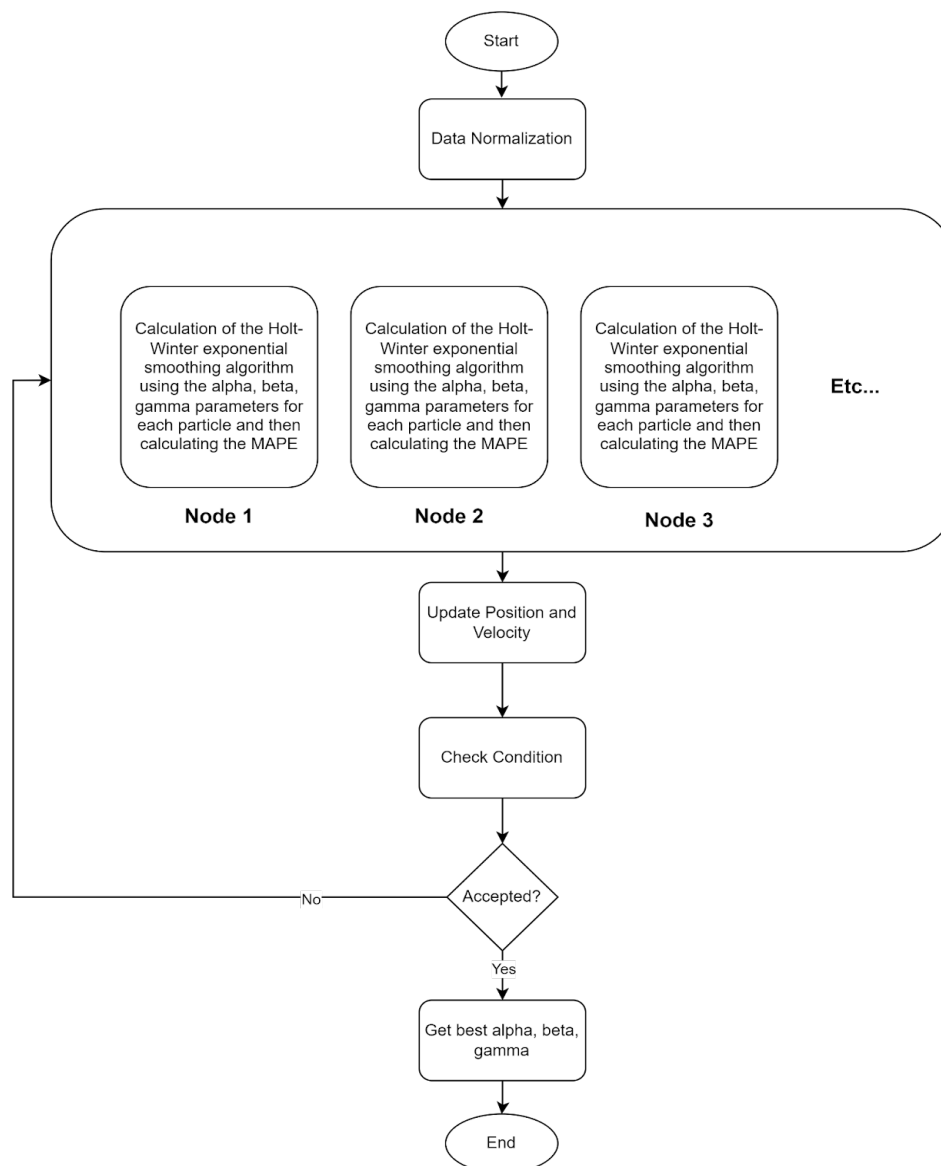 Start
Data Normalization
Calculation of the Holt-
Winter exponential
smoothing algorithm
using the alpha, beta,
gamma parameters for
each particle and then
calculating the MAPE
Node 1
Calculation of the Holt-
Winter exponential
smoothing algorithm
using the alpha, beta,
gamma parameters for
each particle and then
calculating the MAPE
Node 2
Calculation of the Holt-
Winter exponential
smoothing algorithm
using the alpha, beta,
gamma parameters for
each particle and then
calculating the MAPE
Node 3
Etc...
Update Position and
Velocity
Check Condition
Accepted?
No
Yes
Get best alpha, beta,
gamma
End